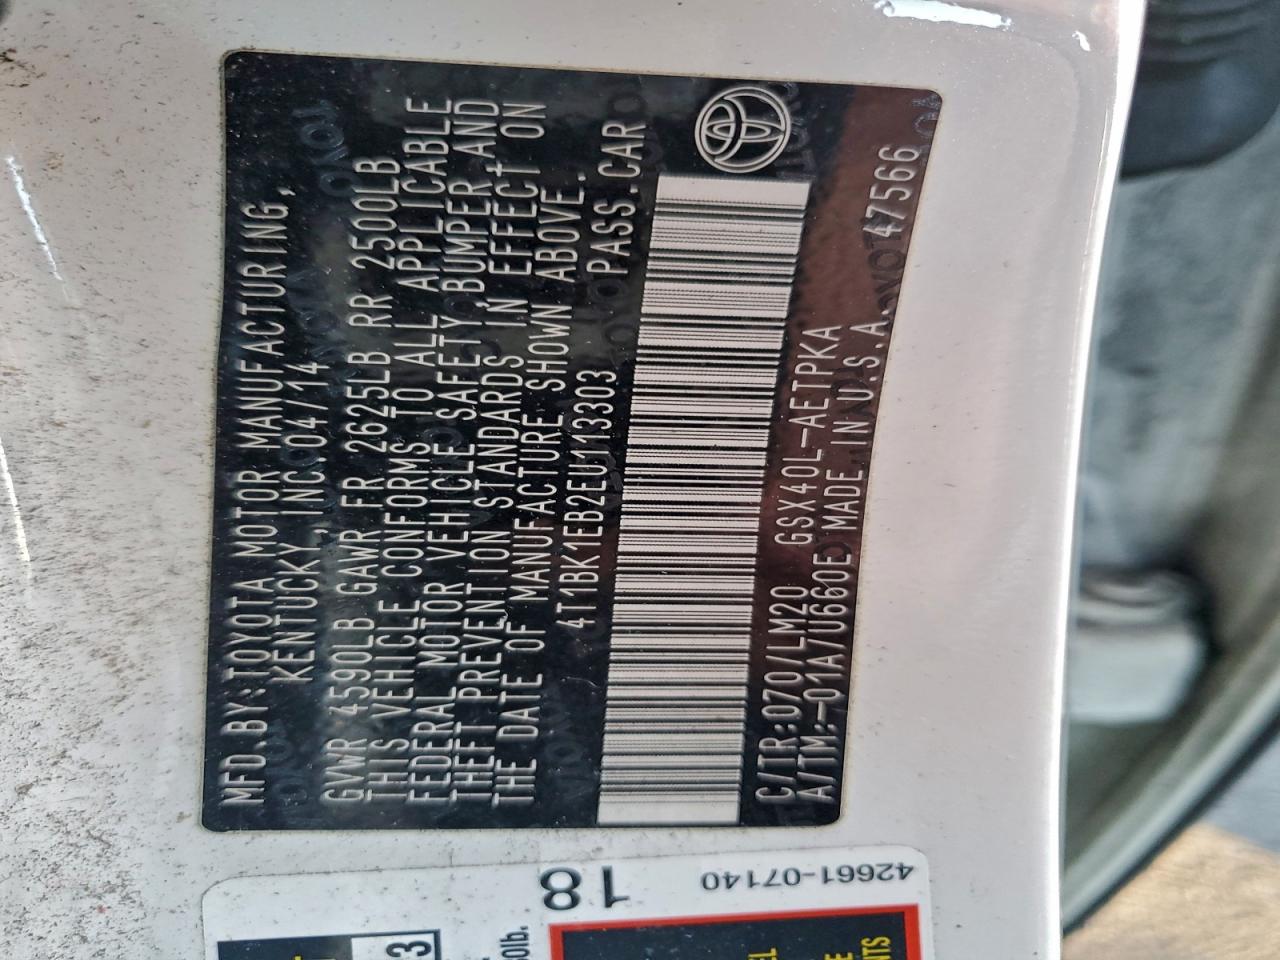 MFD.BY:TOYOTA MOTOR MANUFACTURING,
KENTUCKY,INC.04/14
GVWR 4590LB GAWR FR 2625LB RR 2500LB
THIS VEHICLE CONFORMS TO ALL APPLICABLE
FEDERAL MOTOR VEHICLE SAFETY,BUMPER AND
THEFT PREVENTION STANDARDS IN EFFECT ON
THE DATE OF MANUFACTURE SHOWN ABOVE.
4T1BK1EB2EU113303 PASS.CAR
C/TR:070/LM20 GSX40L-AETPKA
A/TM:-01A/U660E MADE IN U.S.A. 47566
42661-07140
18
3
0lb.